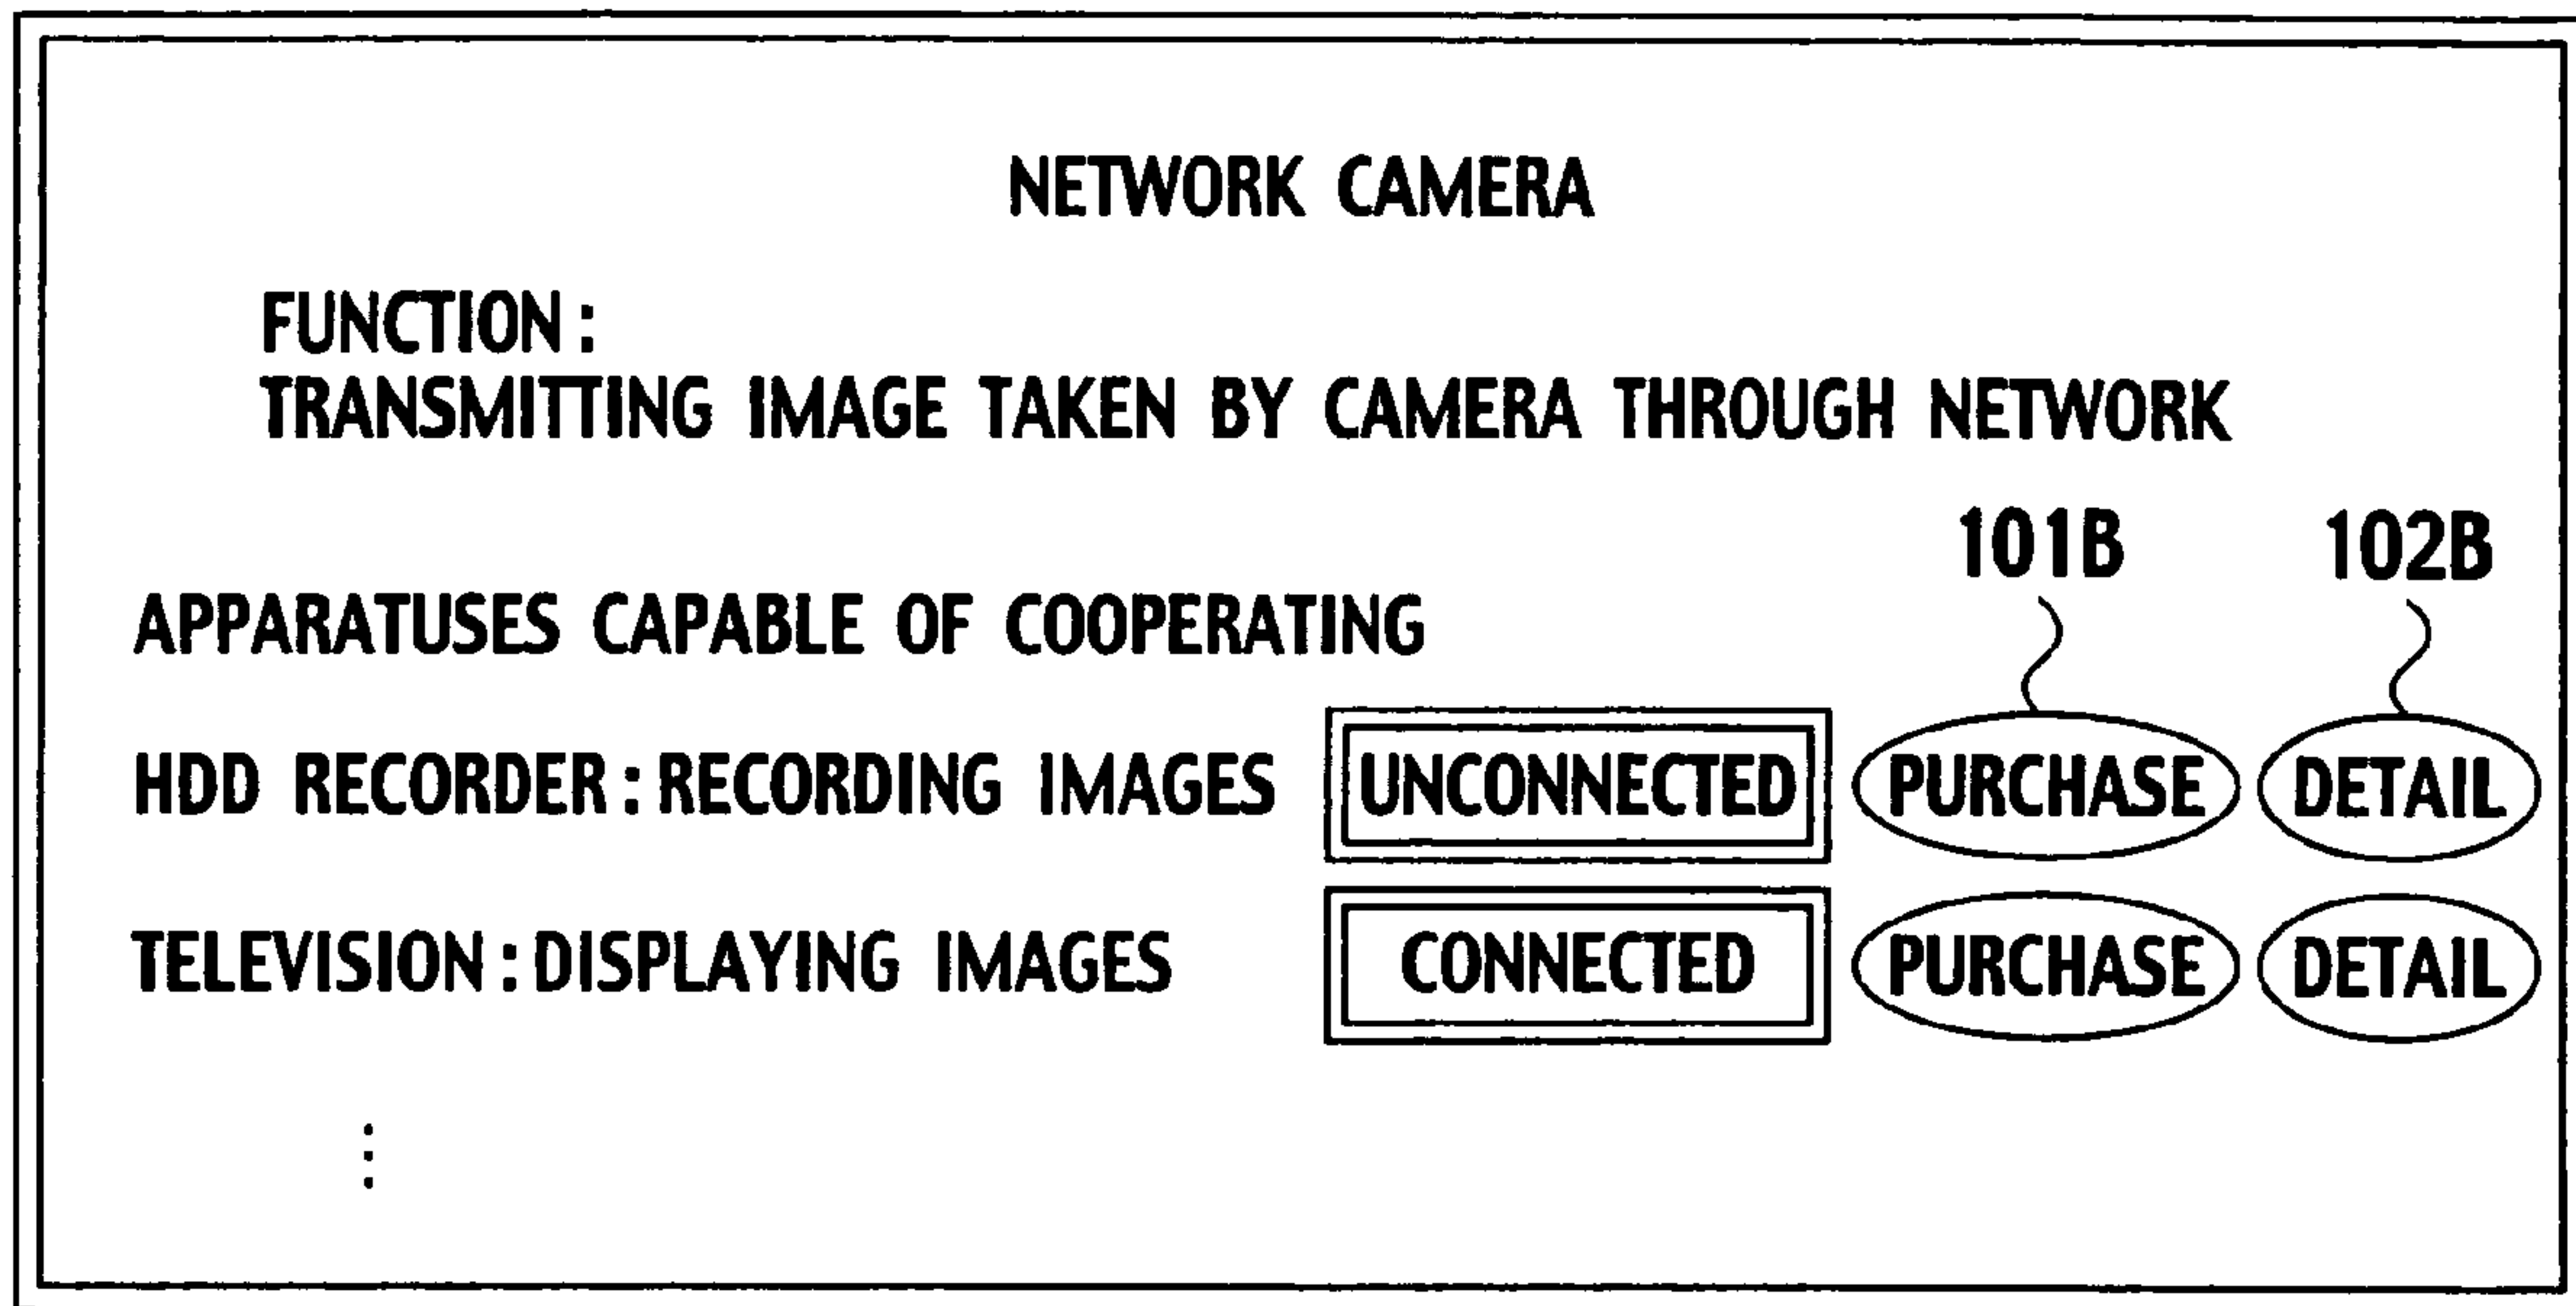 NETWORK CAMERA
FUNCTION:
TRANSMITTING IMAGE TAKEN BY CAMERA THROUGH NETWORK
101B 102B
APPARATUSES CAPABLE OF COOPERATING
HDD RECORDER: RECORDING IMAGES UNCONNECTED PURCHASE DETAIL
TELEVISION: DISPLAYING IMAGES CONNECTED PURCHASE DETAIL
⋮